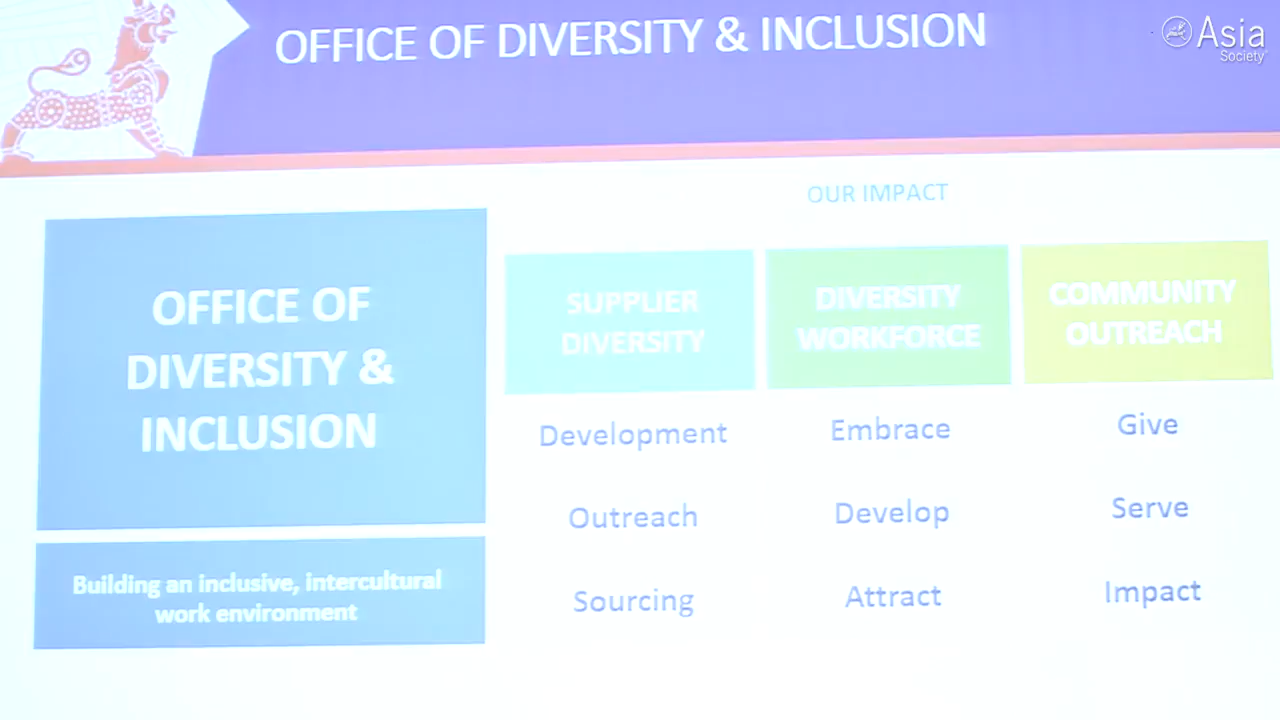 OFFICE OF DIVERSITY & INCLUSION
Asia
Society
OUR IMPACT
OFFICE OF
DIVERSITY &
INCLUSION
Building an inclusive, intercultural
work environment
SUPPLIER
DIVERSITY
Development
Outreach
Sourcing
DIVERSITY
WORKFORCE
Embrace
Develop
Attract
COMMUNITY
OUTREACH
Give
Serve
Impact